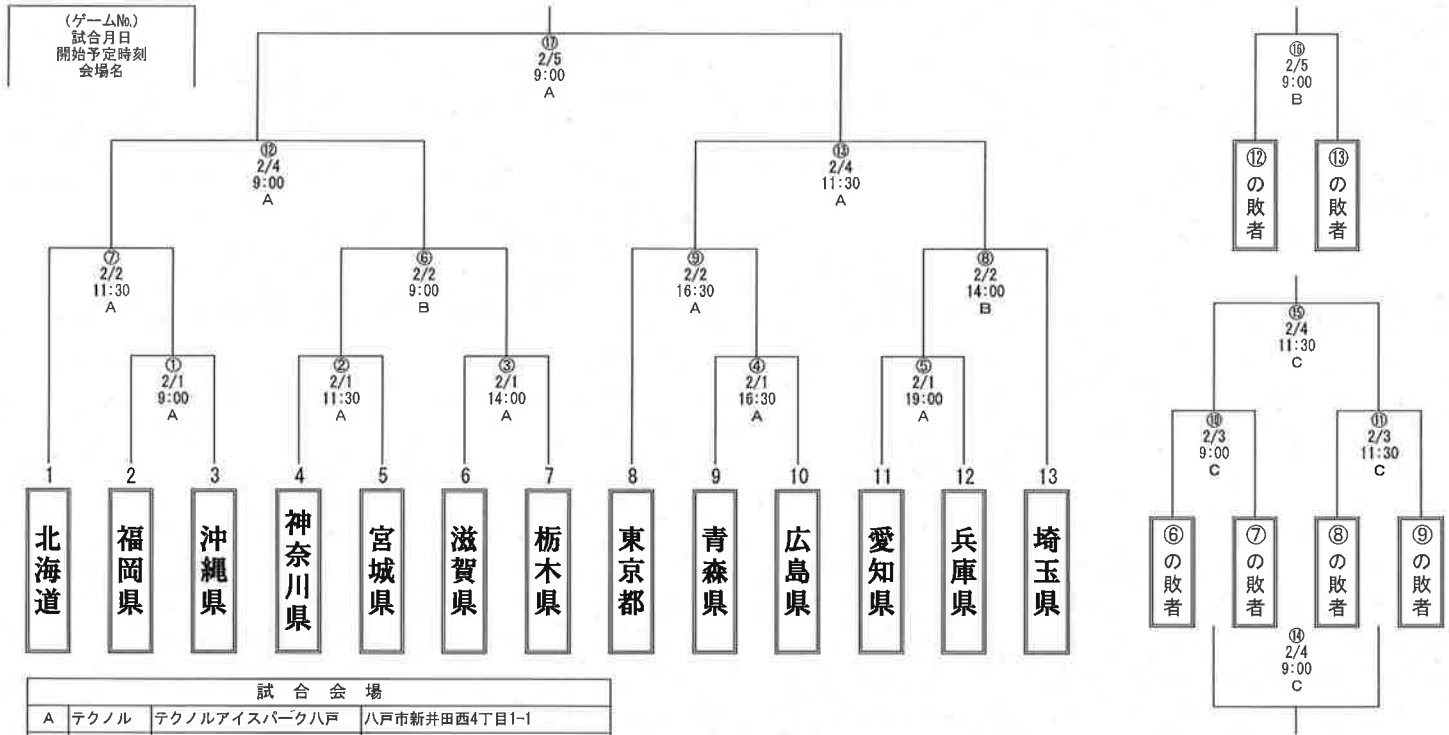 (ゲームNo.)
試合月日
開始予定時刻
会場名
⑰
2/5
9:00
A
⑫
2/4
9:00
A
⑬
2/4
11:30
A
⑦
2/2
11:30
A
⑥
2/2
9:00
B
⑨
2/2
16:30
A
⑧
2/2
14:00
B
①
2/1
9:00
A
②
2/1
11:30
A
③
2/1
14:00
A
④
2/1
16:30
A
⑤
2/1
19:00
A
1 2 3 4 5 6 7 8 9 10 11 12 13
北海道
福岡県
沖縄県
神奈川県
宮城県
滋賀県
栃木県
東京都
青森県
広島県
愛知県
兵庫県
埼玉県
⑯
2/5
9:00
B
⑫の敗者
⑬の敗者
⑮
2/4
11:30
C
⑩
2/3
9:00
C
⑪
2/3
11:30
C
⑥の敗者
⑦の敗者
⑧の敗者
⑨の敗者
⑭
2/4
9:00
C
試合会場
A テクノル テクノルアイスパーク八戸 八戸市新井田西4丁目1-1